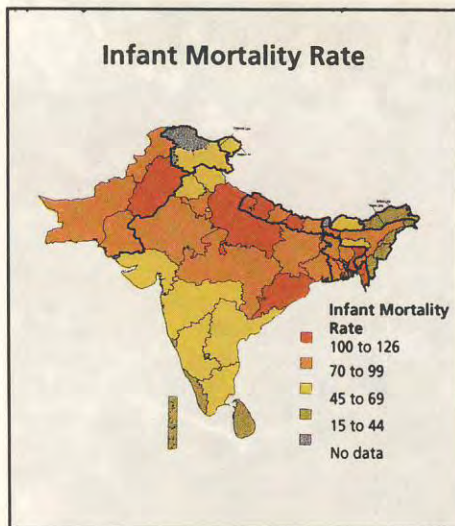 Infant Mortality Rate
Infant Mortality
Rate
100 to 126
70 to 99
45 to 69
15 to 44
No data